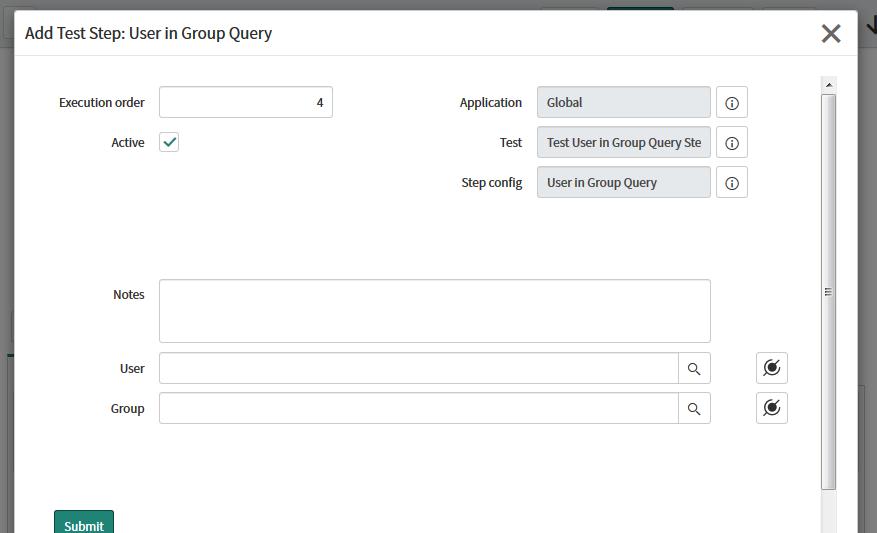 Add Test Step: User in Group Query
Execution order 4
Application Global
Active
Test Test User in Group Query Ste
Step config User in Group Query
Notes
User
Group
Submit